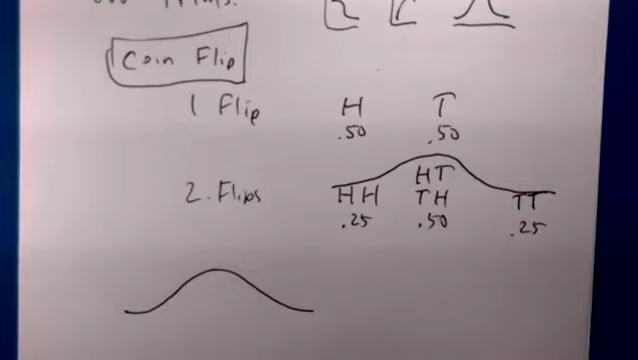 Coin Flip
1 Flip H T
.50 .50
HT
2. Flips HH TH TT
.25 .50 .25